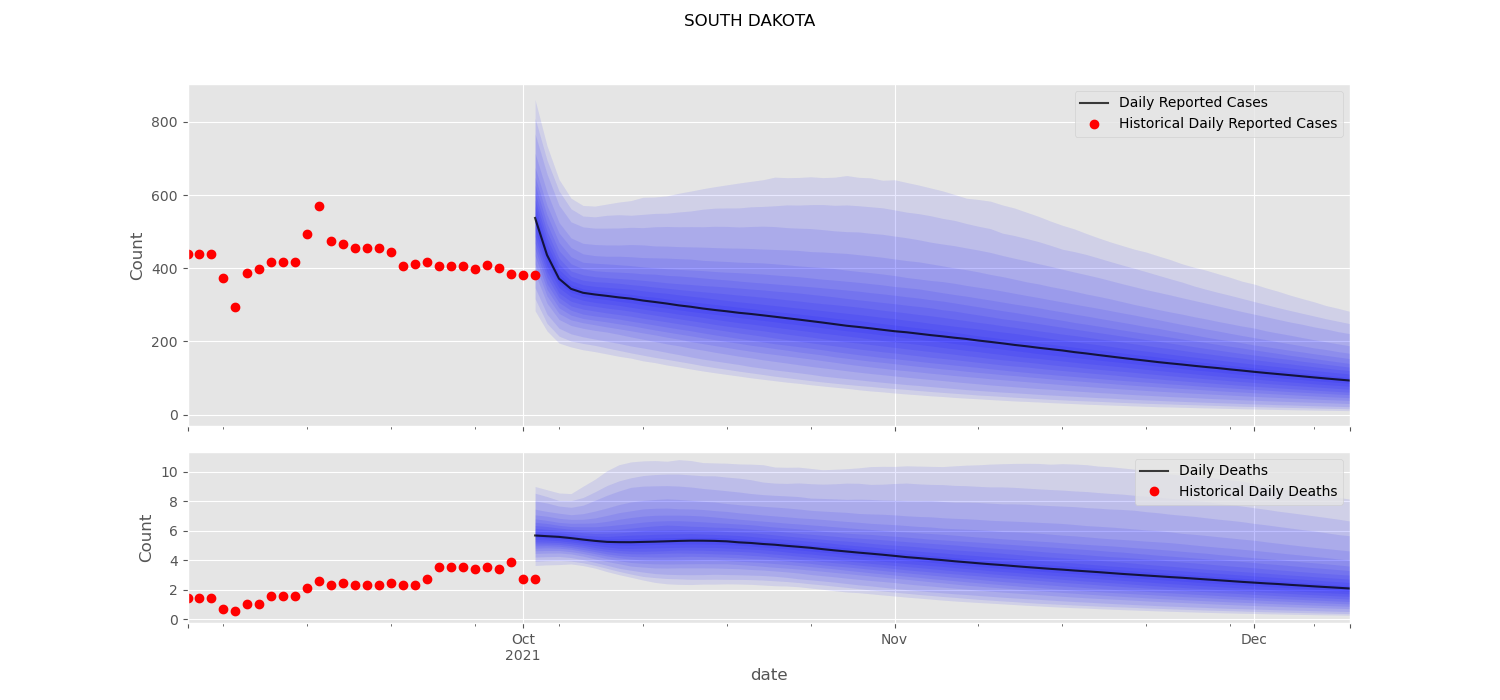 SOUTH DAKOTA
Count
800
600
400
200
0
Daily Reported Cases
Historical Daily Reported Cases
Count
10
8
6
4
2
0
Daily Deaths
Historical Daily Deaths
Oct
2021
Nov
Dec
date